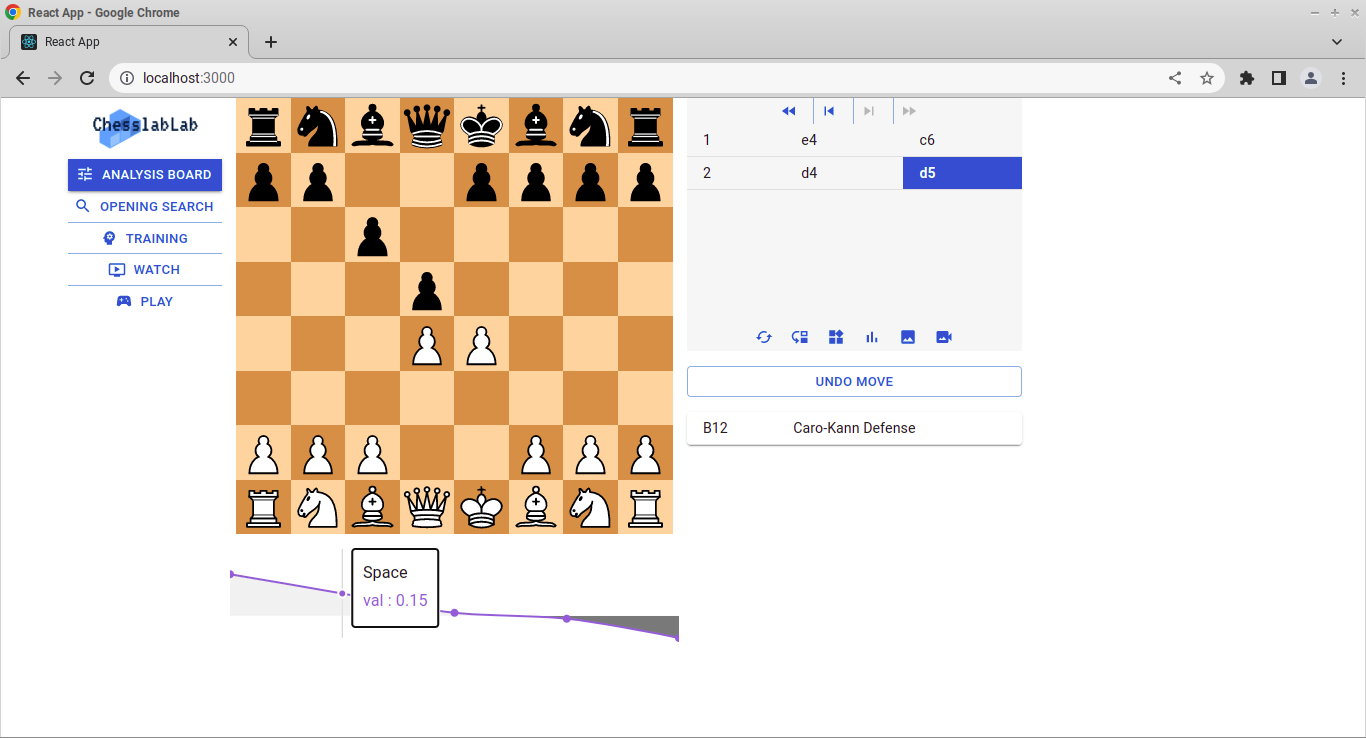 React App - Google Chrome
React App
localhost:3000
ChesslabLab
ANALYSIS BOARD
OPENING SEARCH
TRAINING
WATCH
PLAY
1 e4 c6
2 d4 d5
UNDO MOVE
B12 Caro-Kann Defense
Space
val : 0.15